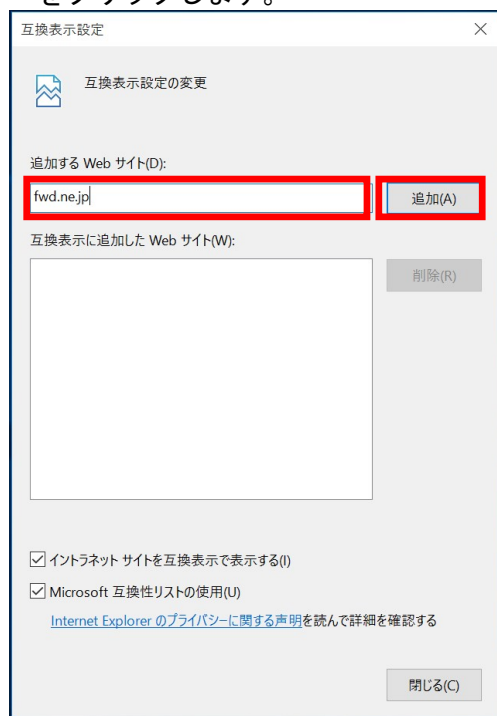 をクリックします。
互換表示設定
互換表示設定の変更
追加する Web サイト(D):
fwd.ne.jp
追加(A)
互換表示に追加した Web サイト(W):
削除(R)
イントラネット サイトを互換表示で表示する(I)
Microsoft 互換性リストの使用(U)
Internet Explorer のプライバシーに関する声明を読んで詳細を確認する
閉じる(C)